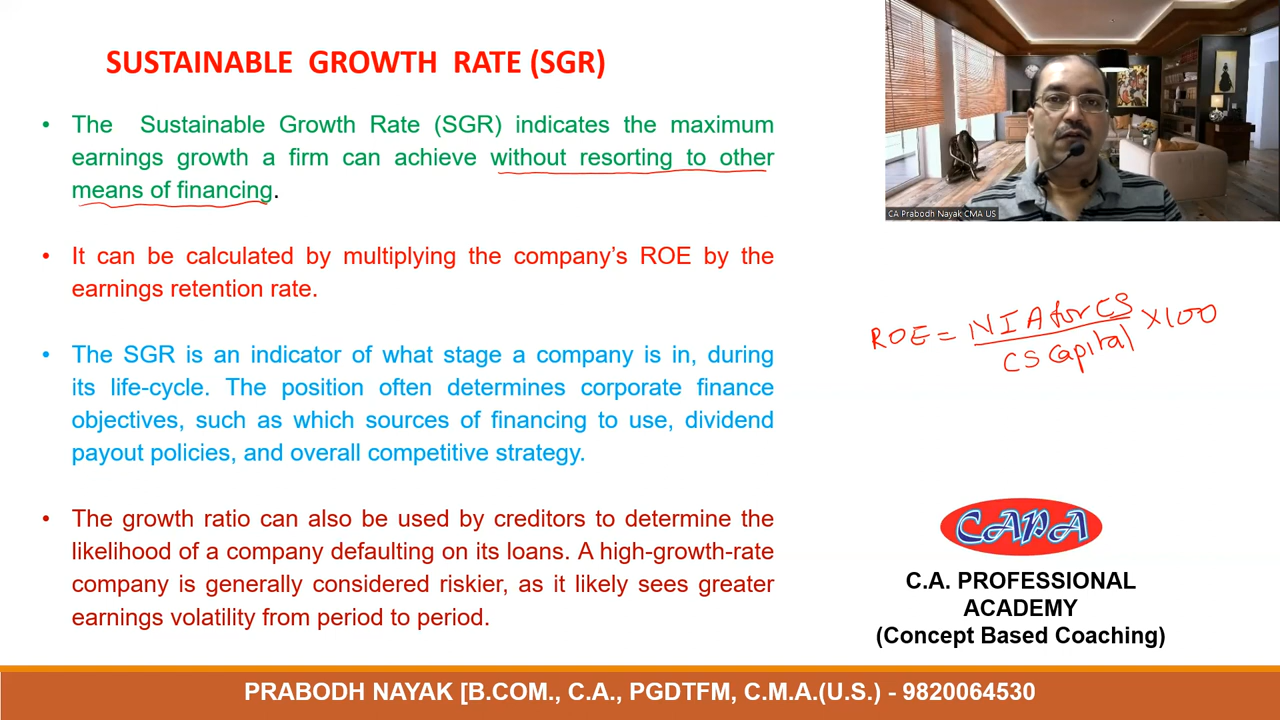 SUSTAINABLE GROWTH RATE (SGR)
• The Sustainable Growth Rate (SGR) indicates the maximum
earnings growth a firm can achieve without resorting to other
means of financing.
• It can be calculated by multiplying the company’s ROE by the
earnings retention rate.
• The SGR is an indicator of what stage a company is in, during
its life-cycle. The position often determines corporate finance
objectives, such as which sources of financing to use, dividend
payout policies, and overall competitive strategy.
• The growth ratio can also be used by creditors to determine the
likelihood of a company defaulting on its loans. A high-growth-rate
company is generally considered riskier, as it likely sees greater
earnings volatility from period to period.
CA Prabodh Nayak CMA US
ROE = NIA for CS × 100
CS Capital
CAPA
C.A. PROFESSIONAL
ACADEMY
(Concept Based Coaching)
PRABODH NAYAK [B.COM., C.A., PGDTFM, C.M.A.(U.S.) - 9820064530